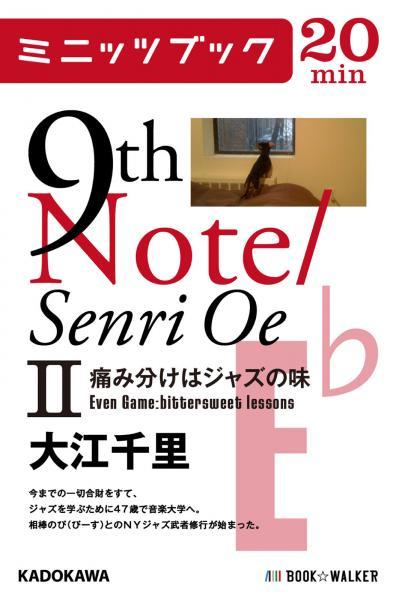 ミニッツブック
20
min
9th
Note/
Senri Oe
E♭
II
痛み分けはジャズの味
Even Game:bittersweet lessons
大江千里
今までの一切合財をすて、
ジャズを学ぶために47歳で音楽大学へ。
相棒のぴ(ぴーす)とのNYジャズ武者修行が始まった。
KADOKAWA
BOOK☆WALKER